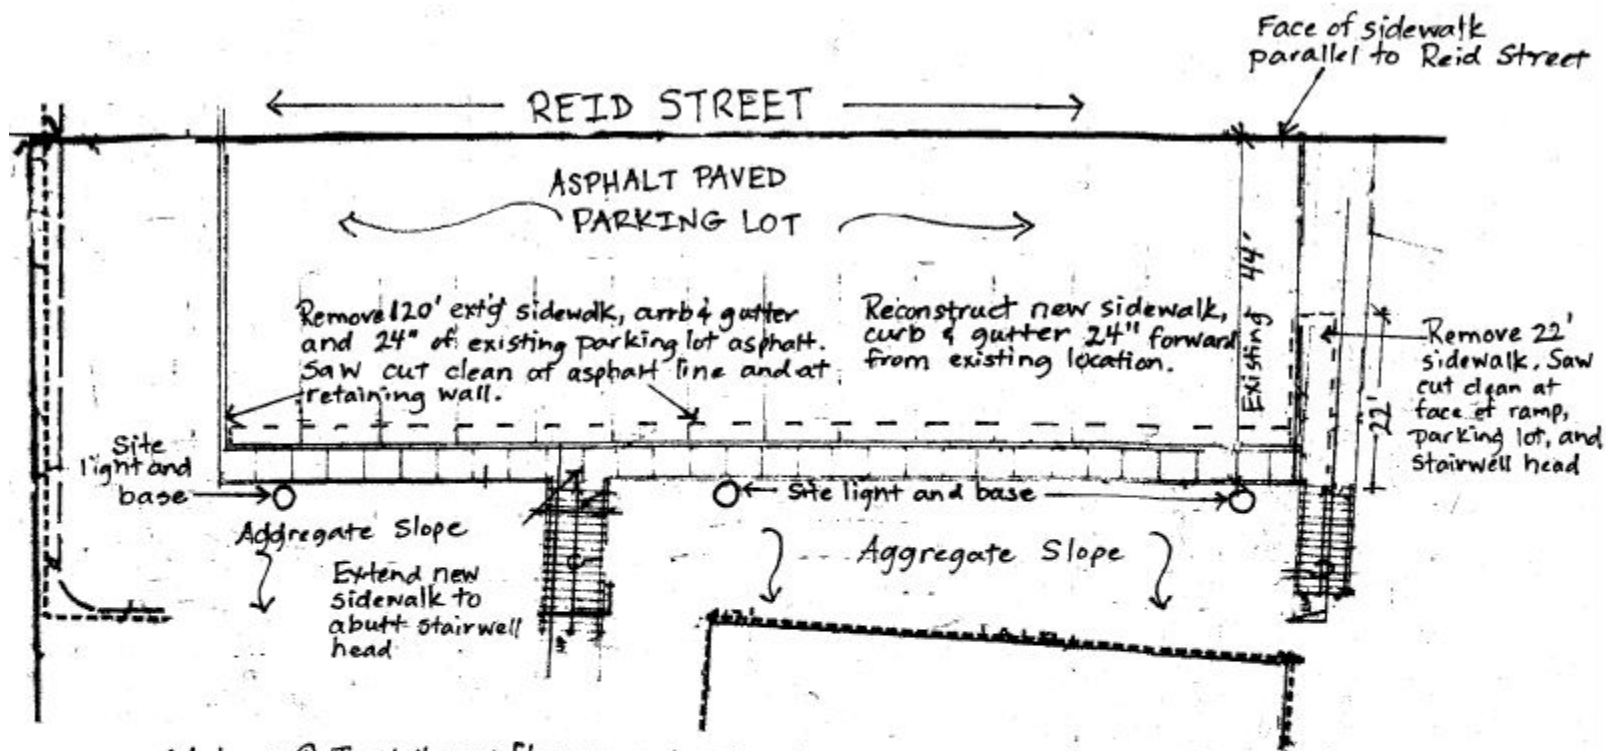 Face of sidewalk
parallel to Reid Street
REID STREET
ASPHALT PAVED
PARKING LOT
Remove 120' ext'g sidewalk, curb & gutter
and 24" of existing parking lot asphalt.
Saw cut clean at asphalt line and at
retaining wall.
Reconstruct new sidewalk,
curb & gutter 24" forward
from existing location.
Existing 44'
Remove 22'
sidewalk. Saw
cut clean at
face of ramp,
parking lot, and
stairwell head
22'
Site
light and
base
Site light and base
Aggregate Slope
Aggregate Slope
Extend new
sidewalk to
abutt stairwell
head